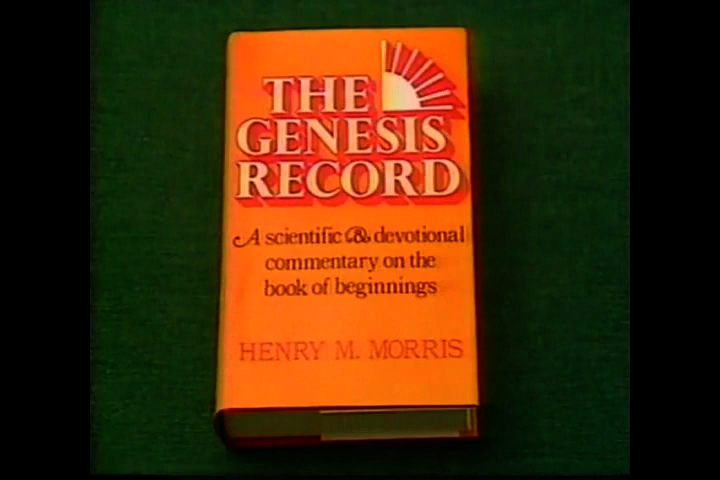 THE
GENESIS
RECORD
A scientific & devotional
commentary on the
book of beginnings
HENRY M. MORRIS